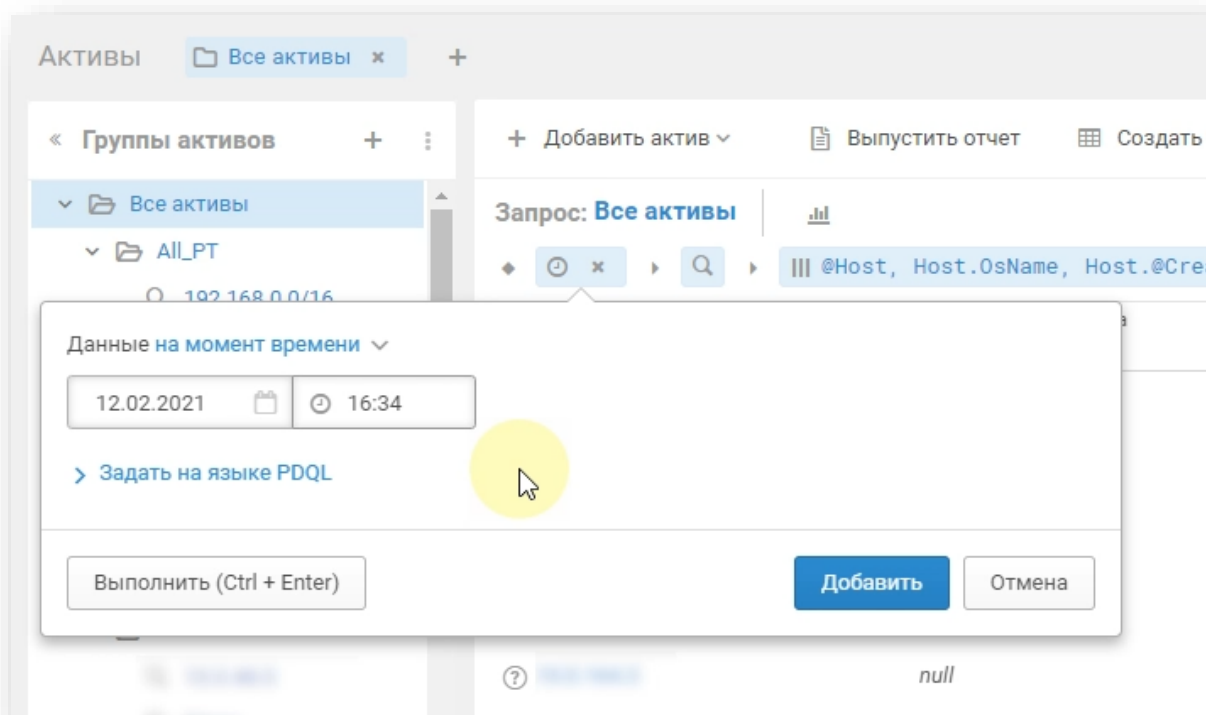 Активы
Все активы
Группы активов
Добавить актив
Выпустить отчет
Создать
Все активы
Запрос: Все активы
All_PT
@Host, Host.OsName, Host.@Crea
192.168.0.0/16
Данные на момент времени
12.02.2021
16:34
Задать на языке PDQL
Выполнить (Ctrl + Enter)
Добавить
Отмена
null